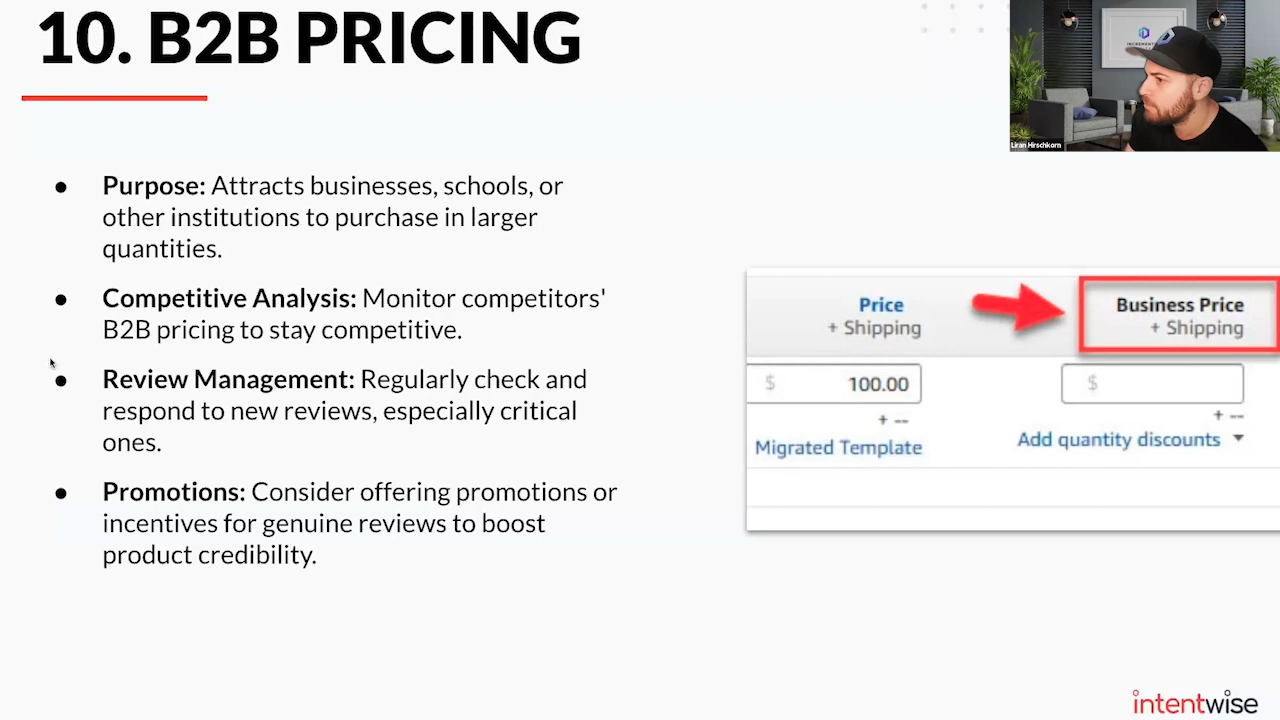 10. B2B PRICING
Liran Hirschkorn
● Purpose: Attracts businesses, schools, or
other institutions to purchase in larger
quantities.
● Competitive Analysis: Monitor competitors'
B2B pricing to stay competitive.
● Review Management: Regularly check and
respond to new reviews, especially critical
ones.
● Promotions: Consider offering promotions or
incentives for genuine reviews to boost
product credibility.
Price
+ Shipping
Business Price
+ Shipping
$ 100.00
+ --
Migrated Template
$
+ --
Add quantity discounts
intentwise